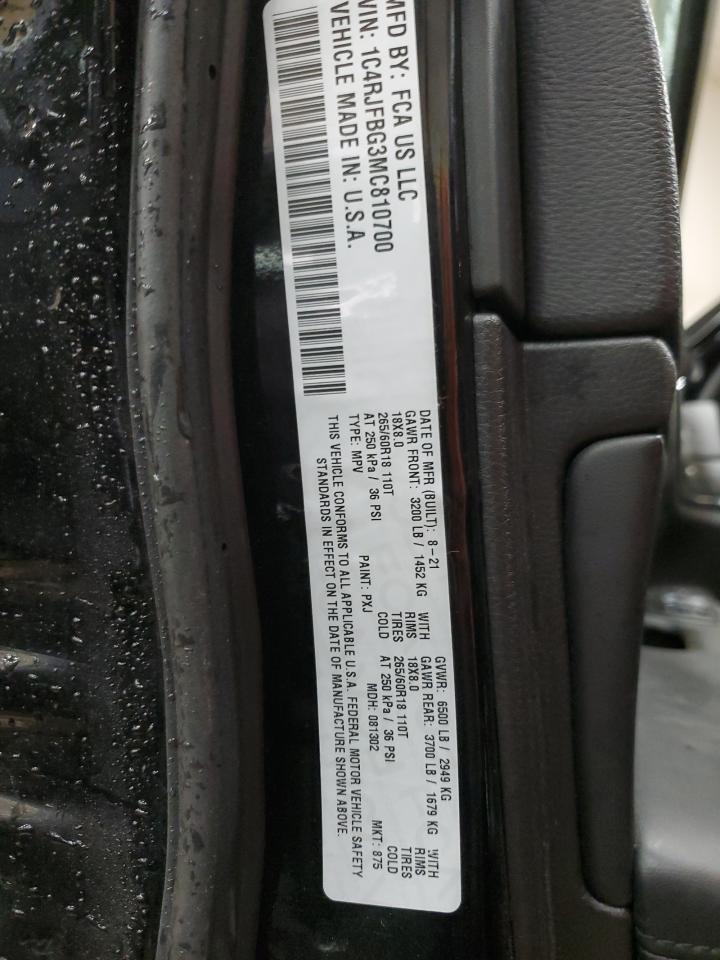 MFD BY: FCA US LLC
VIN: 1C4RJFBG3MC810700
VEHICLE MADE IN: U.S.A.
DATE OF MFR (BUILT): 8-21 GVWR: 6500 LB / 2949 KG
GAWR FRONT: 3200 LB / 1452 KG WITH GAWR REAR: 3700 LB / 1679 KG WITH
18X8.0 RIMS 18X8.0 RIMS
265/60R18 110T TIRES 265/60R18 110T TIRES
AT 250 kPa / 36 PSI COLD AT 250 kPa / 36 PSI COLD
TYPE: MPV PAINT: PXJ MDH: 081302 MKT: 875
THIS VEHICLE CONFORMS TO ALL APPLICABLE U.S.A. FEDERAL MOTOR VEHICLE SAFETY
STANDARDS IN EFFECT ON THE DATE OF MANUFACTURE SHOWN ABOVE.